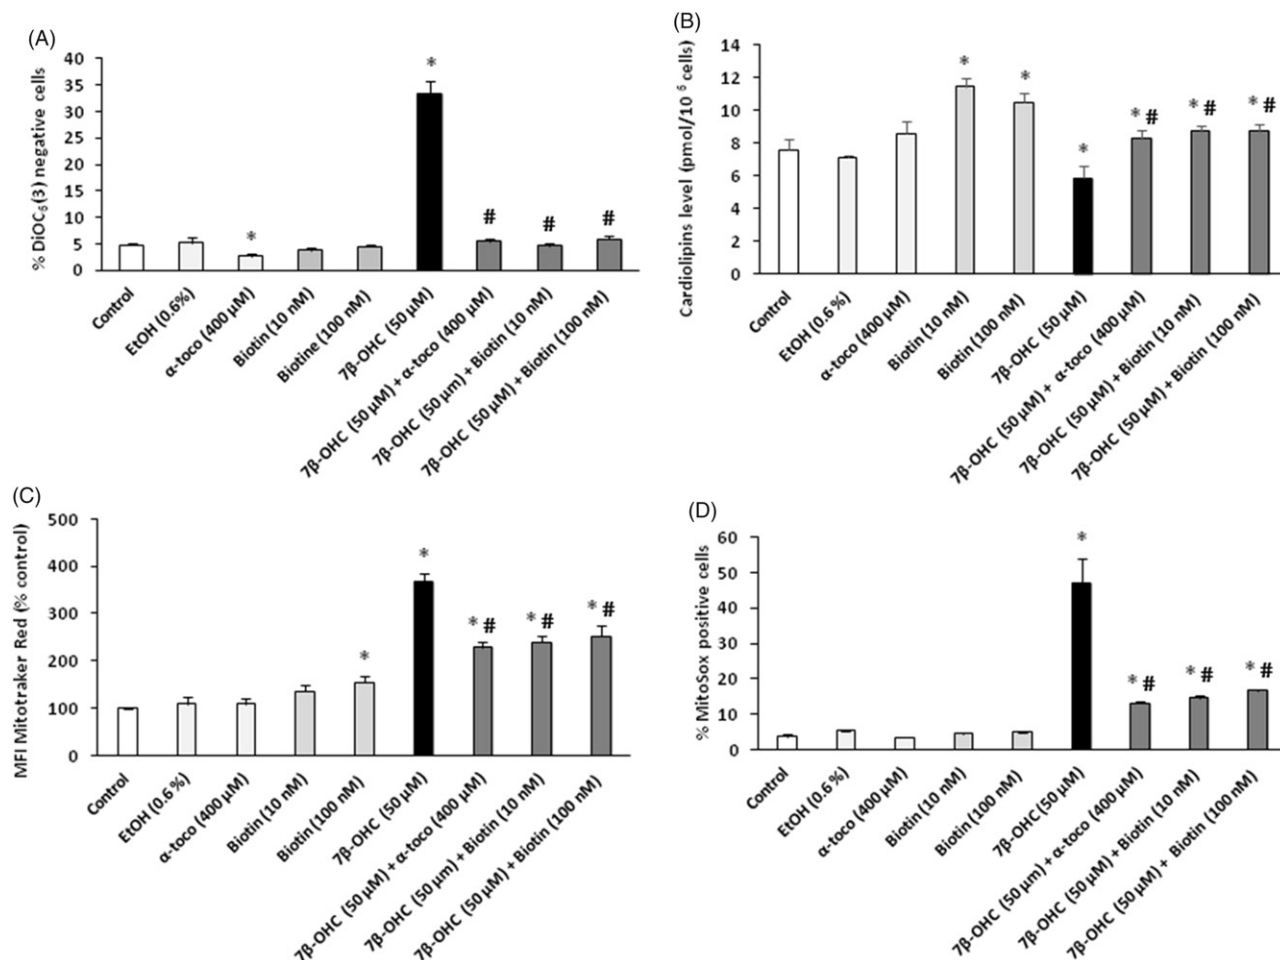 (A)
% DiOC₆(3) negative cells
40
35
30
25
20
15
10
5
0
*
*
#
#
#
Control
EtOH (0.6%)
α-toco (400 μM)
Biotin (10 nM)
Biotine (100 nM)
7β-OHC (50 μM)
7β-OHC (50 μM) + α-toco (400 μM)
7β-OHC (50 μm) + Biotin (10 nM)
7β-OHC (50 μM) + Biotin (100 nM)
(B)
Cardiolipins level (pmol/10 ⁶ cells)
14
12
10
8
6
4
2
0
*
*
*
* #
* #
* #
Control
EtOH (0.6 %)
α-toco (400 μM)
Biotin (10 nM)
Biotin (100 nM)
7β-OHC (50 μM)
7β-OHC (50 μM) + α-toco (400 μM)
7β-OHC (50 μM) + Biotin (10 nM)
7β-OHC (50 μM) + Biotin (100 nM)
(C)
MFI Mitotraker Red (% control)
500
400
300
200
100
0
*
*
* #
* #
* #
Control
EtOH (0.6 %)
α-toco (400 μM)
Biotin (10 nM)
Biotin (100 nM)
7β-OHC (50 μM)
7β-OHC (50 μM) + α-toco (400 μM)
7β-OHC (50 μm) + Biotin (10 nM)
7β-OHC (50 μM) + Biotin (100 nM)
(D)
% MitoSox positive cells
60
50
40
30
20
10
0
*
* #
* #
* #
Control
EtOH (0.6 %)
α-toco (400 μM)
Biotin (10 nM)
Biotin (100 nM)
7β-OHC (50 μM)
7β-OHC (50 μm) + α-toco (400 μM)
7β-OHC (50 μM) + Biotin (10 nM)
7β-OHC (50 μM) + Biotin (100 nM)